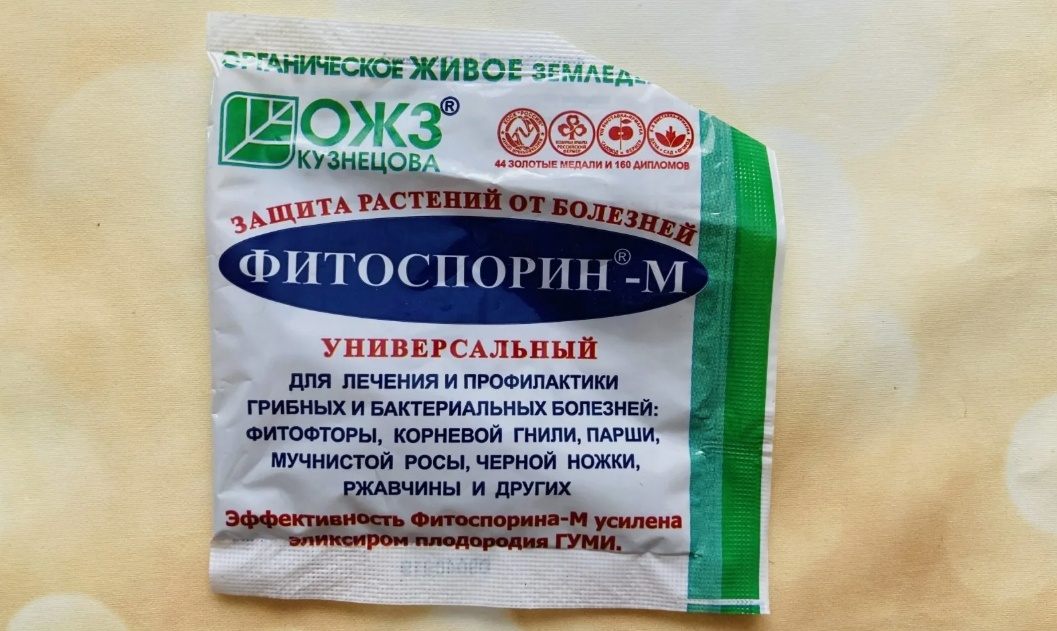 ОРГАНИЧЕСКОЕ ЖИВОЕ
ОЖЗ®
КУЗНЕЦОВА
44 ЗОЛОТЫЕ МЕДАЛИ И 160 ДИПЛОМОВ
ЗАЩИТА РАСТЕНИЙ ОТ БОЛЕЗНЕЙ
ФИТОСПОРИН®-М
УНИВЕРСАЛЬНЫЙ
ДЛЯ ЛЕЧЕНИЯ И ПРОФИЛАКТИКИ
ГРИБНЫХ И БАКТЕРИАЛЬНЫХ БОЛЕЗНЕЙ:
ФИТОФТОРЫ, КОРНЕВОЙ ГНИЛИ, ПАРШИ,
МУЧНИСТОЙ РОСЫ, ЧЕРНОЙ НОЖКИ,
РЖАВЧИНЫ И ДРУГИХ
Эффективность Фитоспорина-М усилена
эликсиром плодородия ГУМИ.